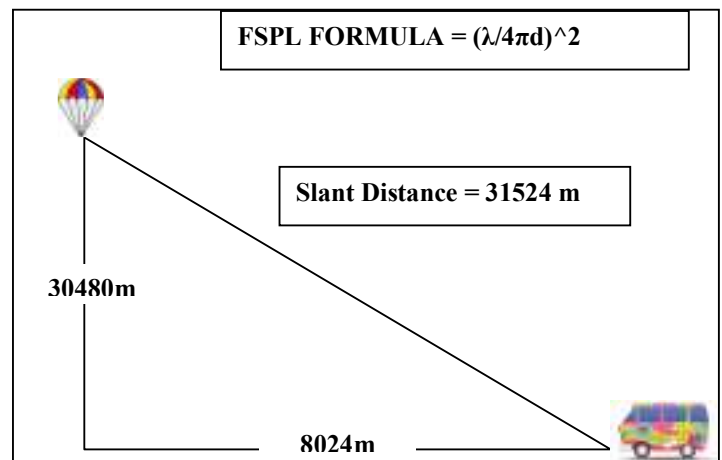 FSPL FORMULA = (λ/4πd)^2
Slant Distance = 31524 m
30480m
8024m